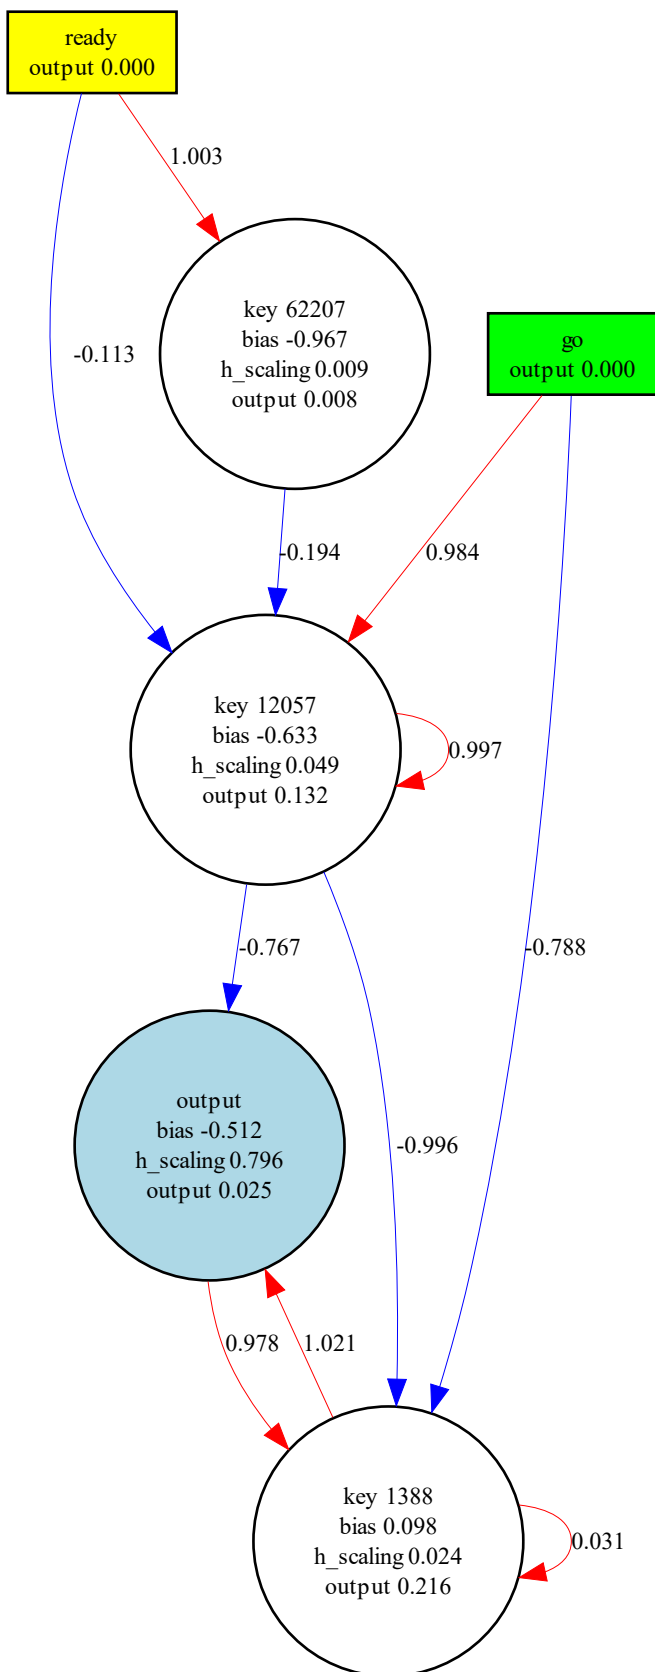 ready
output 0.000
1.003
key 62207
bias -0.967
h_scaling 0.009
output 0.008
go
output 0.000
-0.113
-0.194
0.984
key 12057
bias -0.633
h_scaling 0.049
output 0.132
0.997
-0.767
-0.788
output
bias -0.512
h_scaling 0.796
output 0.025
-0.996
0.978
1.021
key 1388
bias 0.098
h_scaling 0.024
output 0.216
0.031